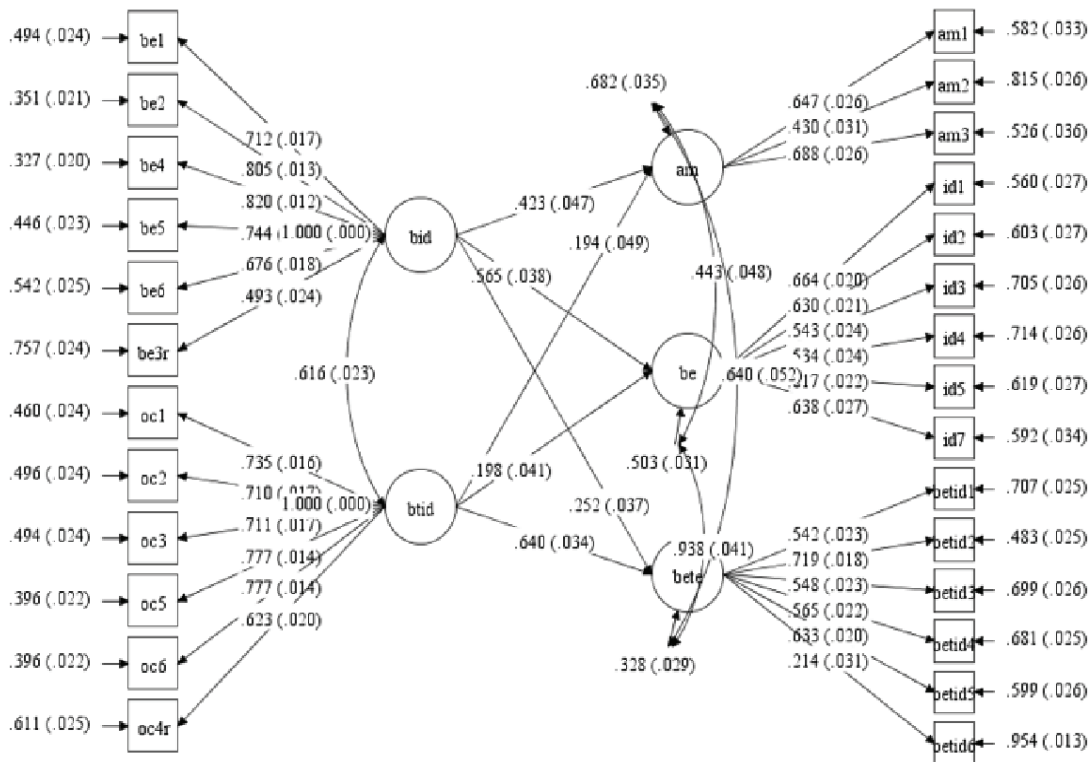 .494 (.024)
be1
.351 (.021)
be2
.327 (.020)
be4
.446 (.023)
be5
.542 (.025)
be6
.757 (.024)
be3r
.460 (.024)
oc1
.496 (.024)
oc2
.494 (.024)
oc3
.396 (.022)
oc5
.396 (.022)
oc6
.611 (.025)
oc4r
.712 (.017)
.805 (.013)
.820 (.012)
.744
1.000 (.000)
.676 (.018)
.493 (.024)
.616 (.023)
.735 (.016)
.710 (.017)
1.000 (.000)
.711 (.017)
.777 (.014)
.777 (.014)
.623 (.020)
bid
btid
.423 (.047)
.194 (.049)
.565 (.038)
.198 (.041)
.252 (.037)
.640 (.034)
.682 (.035)
am
.443 (.048)
be
.640 (.052)
.503 (.031)
.938 (.041)
bete
.328 (.029)
.647 (.026)
.430 (.031)
.688 (.026)
.664 (.020)
.630 (.021)
.543 (.024)
.534 (.024)
(.022)
.638 (.027)
.542 (.023)
.719 (.018)
.548 (.023)
.565 (.022)
.633 (.020)
.214 (.031)
am1
.582 (.033)
am2
.815 (.026)
am3
.526 (.036)
id1
.560 (.027)
id2
.603 (.027)
id3
.705 (.026)
id4
.714 (.026)
id5
.619 (.027)
id7
.592 (.034)
betid1
.707 (.025)
betid2
.483 (.025)
betid3
.699 (.026)
betid4
.681 (.025)
betid5
.599 (.026)
betid6
.954 (.013)